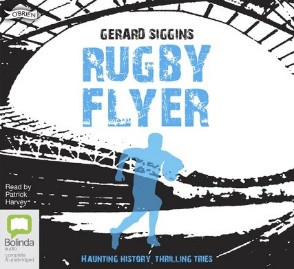 O'BRIEN
GERARD SIGGINS
RUGBY
FLYER
Read by
Patrick
Harvey
Bolinda
audio
complete
& unabridged
HAUNTING HISTORY, THRILLING TRIES